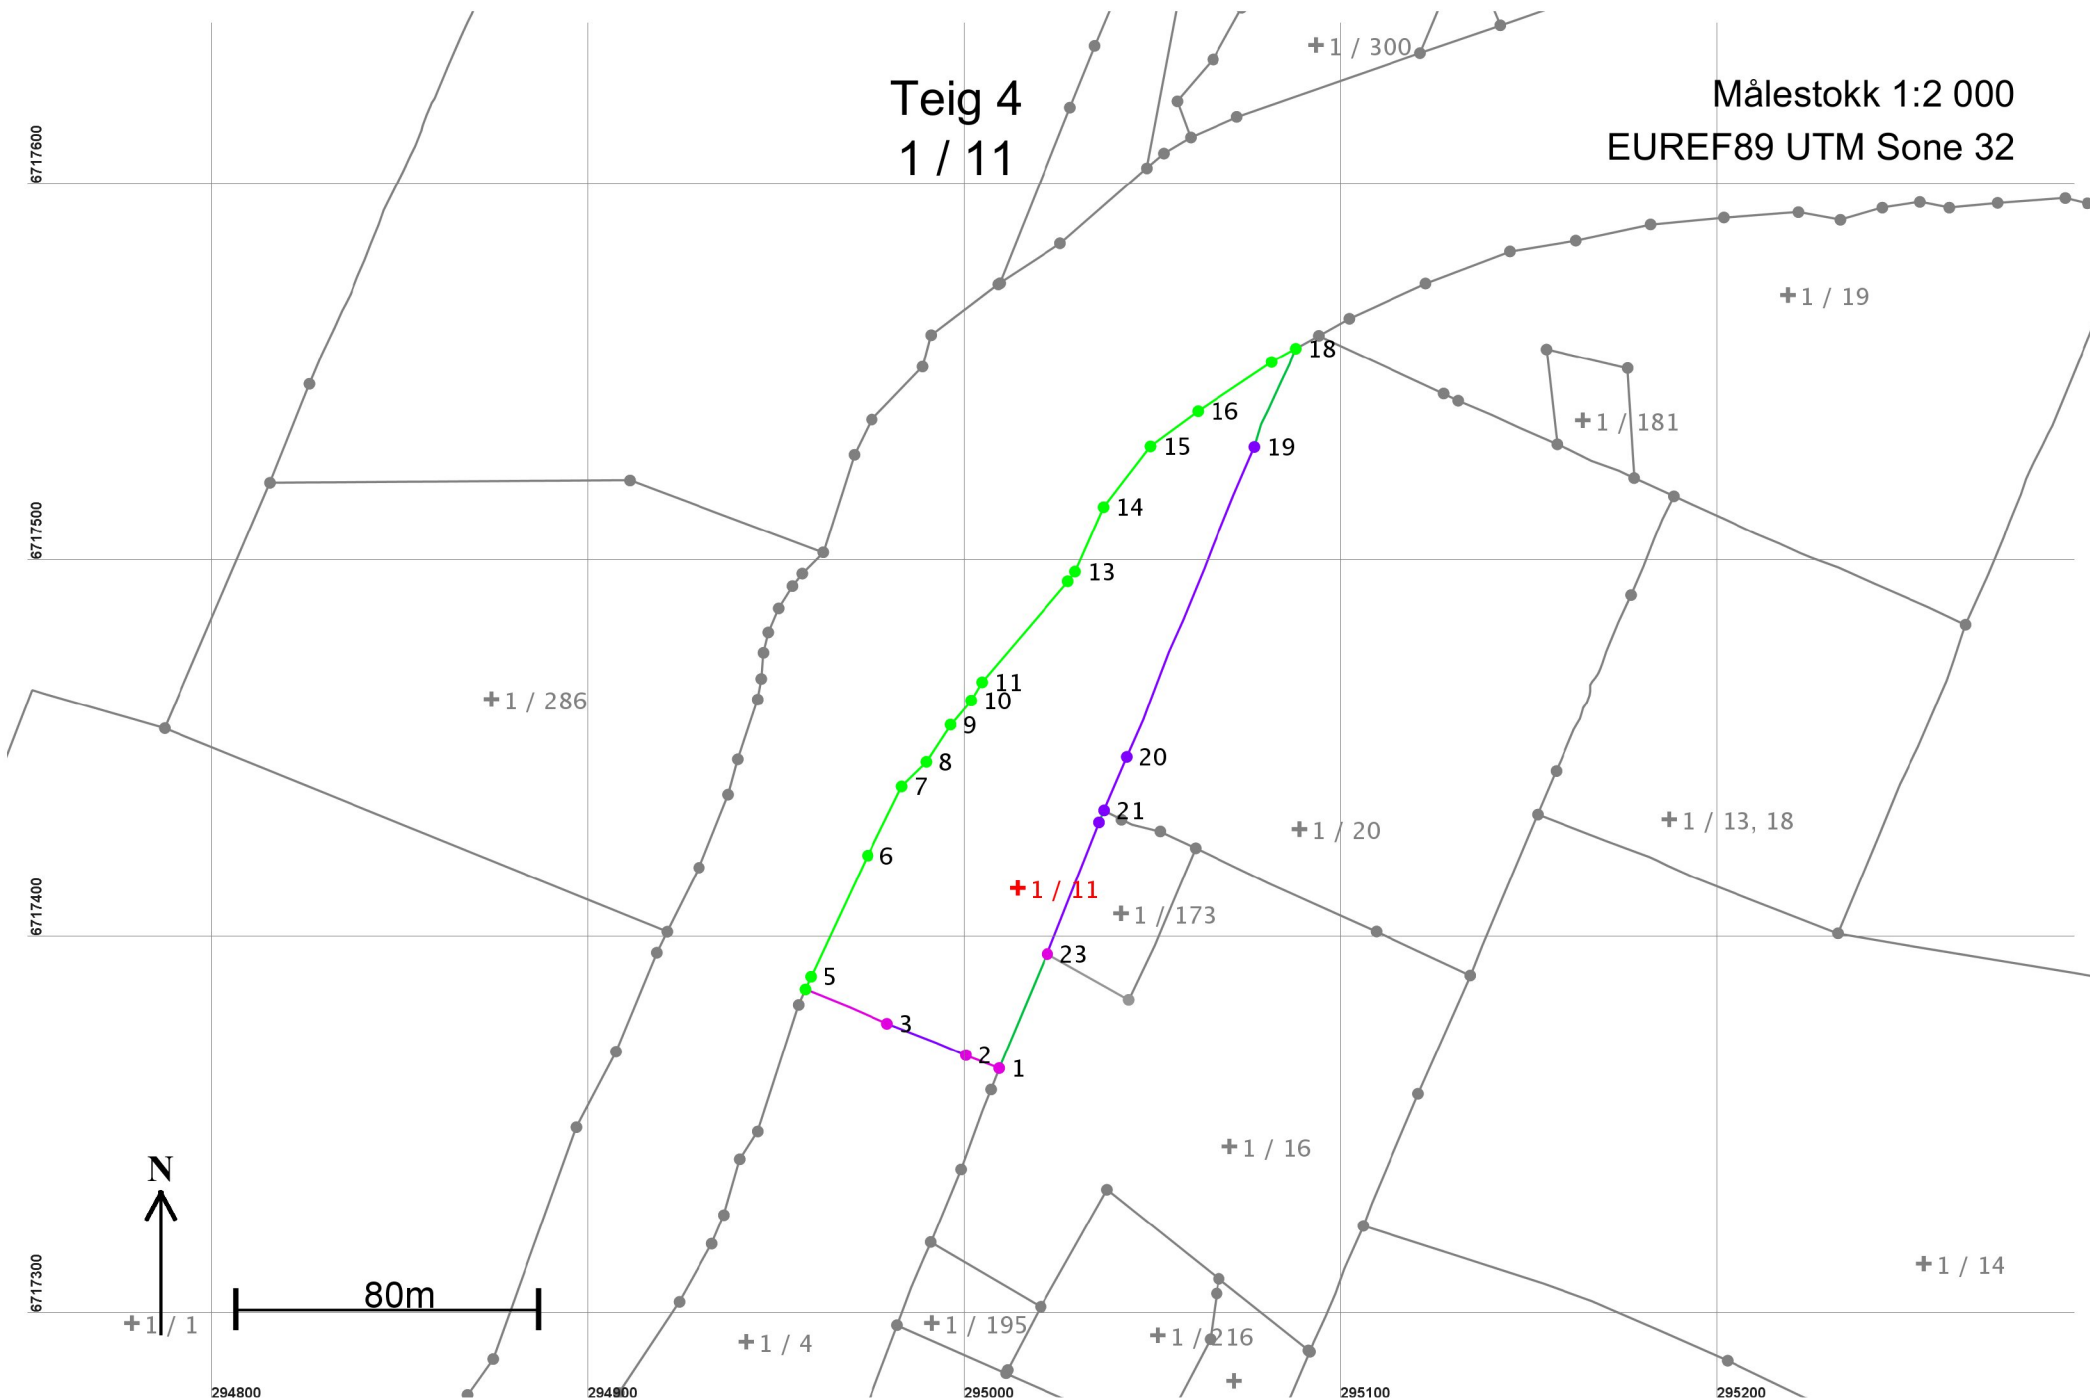 Teig 4
1 / 11
Målestokk 1:2 000
EUREF89 UTM Sone 32
1 / 300
6717600
1 / 19
18
16
1 / 181
15
19
14
6717500
13
11
1 / 286
10
9
20
8
7
21
1 / 20
1 / 13, 18
6
1 / 11
1 / 173
6717400
23
5
3
2
1
1 / 16
N
1 / 14
6717300
80m
1 / 1
1 / 4
1 / 195
1 / 216
294800
294900
295000
295100
295200